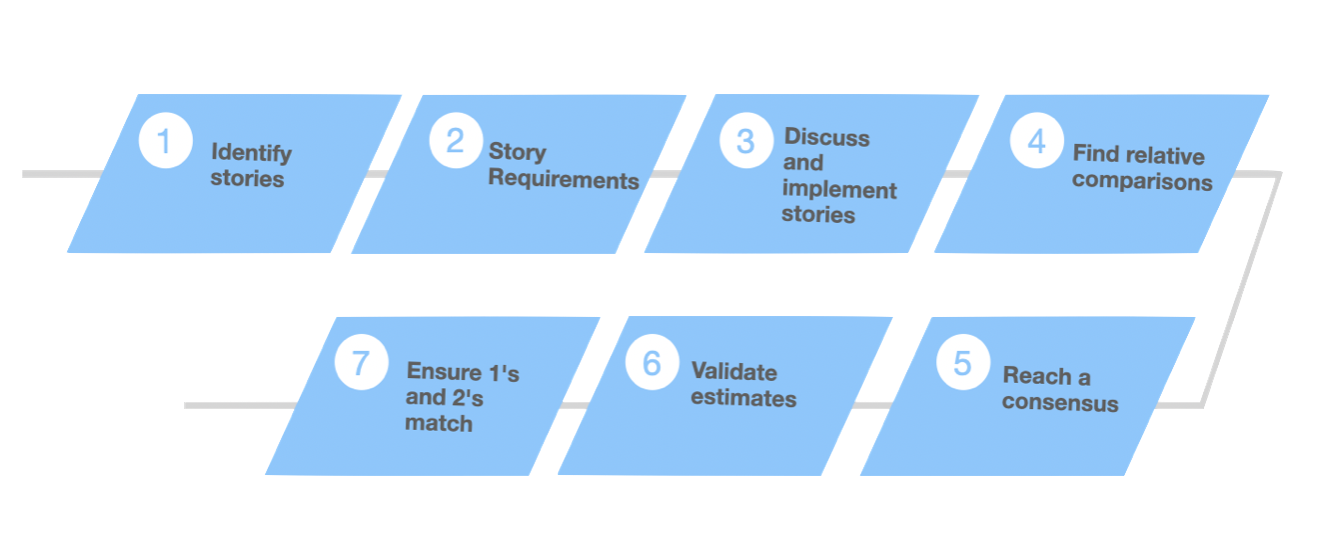 1
Identify
stories
2
Story
Requirements
3
Discuss
and
implement
stories
4
Find relative
comparisons
5
Reach a
consensus
6
Validate
estimates
7
Ensure 1's
and 2's
match